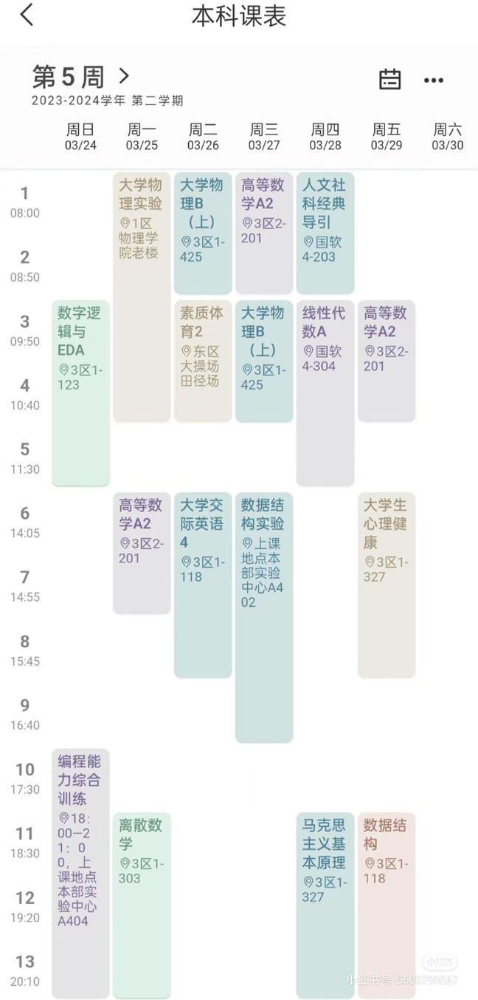 本科课表
第 5 周
2023-2024学年 第二学期
周日
03/24
周一
03/25
周二
03/26
周三
03/27
周四
03/28
周五
03/29
周六
03/30
1
08:00
2
08:50
3
09:50
4
10:40
5
11:30
6
14:05
7
14:55
8
15:45
9
16:40
10
17:30
11
18:30
12
19:20
13
20:10
数字逻
辑与
EDA
3区1-
123
编程能
力综合
训练
18:
00—2
1：0
0，上
课地点
本部实
验中心
A404
大学物
理实验
1区
物理学
院老楼
高等数
学A2
3区2-
201
离散数
学
3区1-
303
大学物
理B
（上）
3区1-
425
素质体
育2
东区
大操场
田径场
大学交
际英语
4
3区1-
118
高等数
学A2
3区2-
201
大学物
理B
（上）
3区1-
425
数据结
构实验
上课
地点本
部实验
中心A4
02
人文社
科经典
导引
国软
4-203
线性代
数A
国软
4-304
马克思
主义基
本原理
3区1-
327
高等数
学A2
3区2-
201
大学生
心理健
康
3区1-
327
数据结
构
3区1-
118
小红书
小红书号: 5600790067